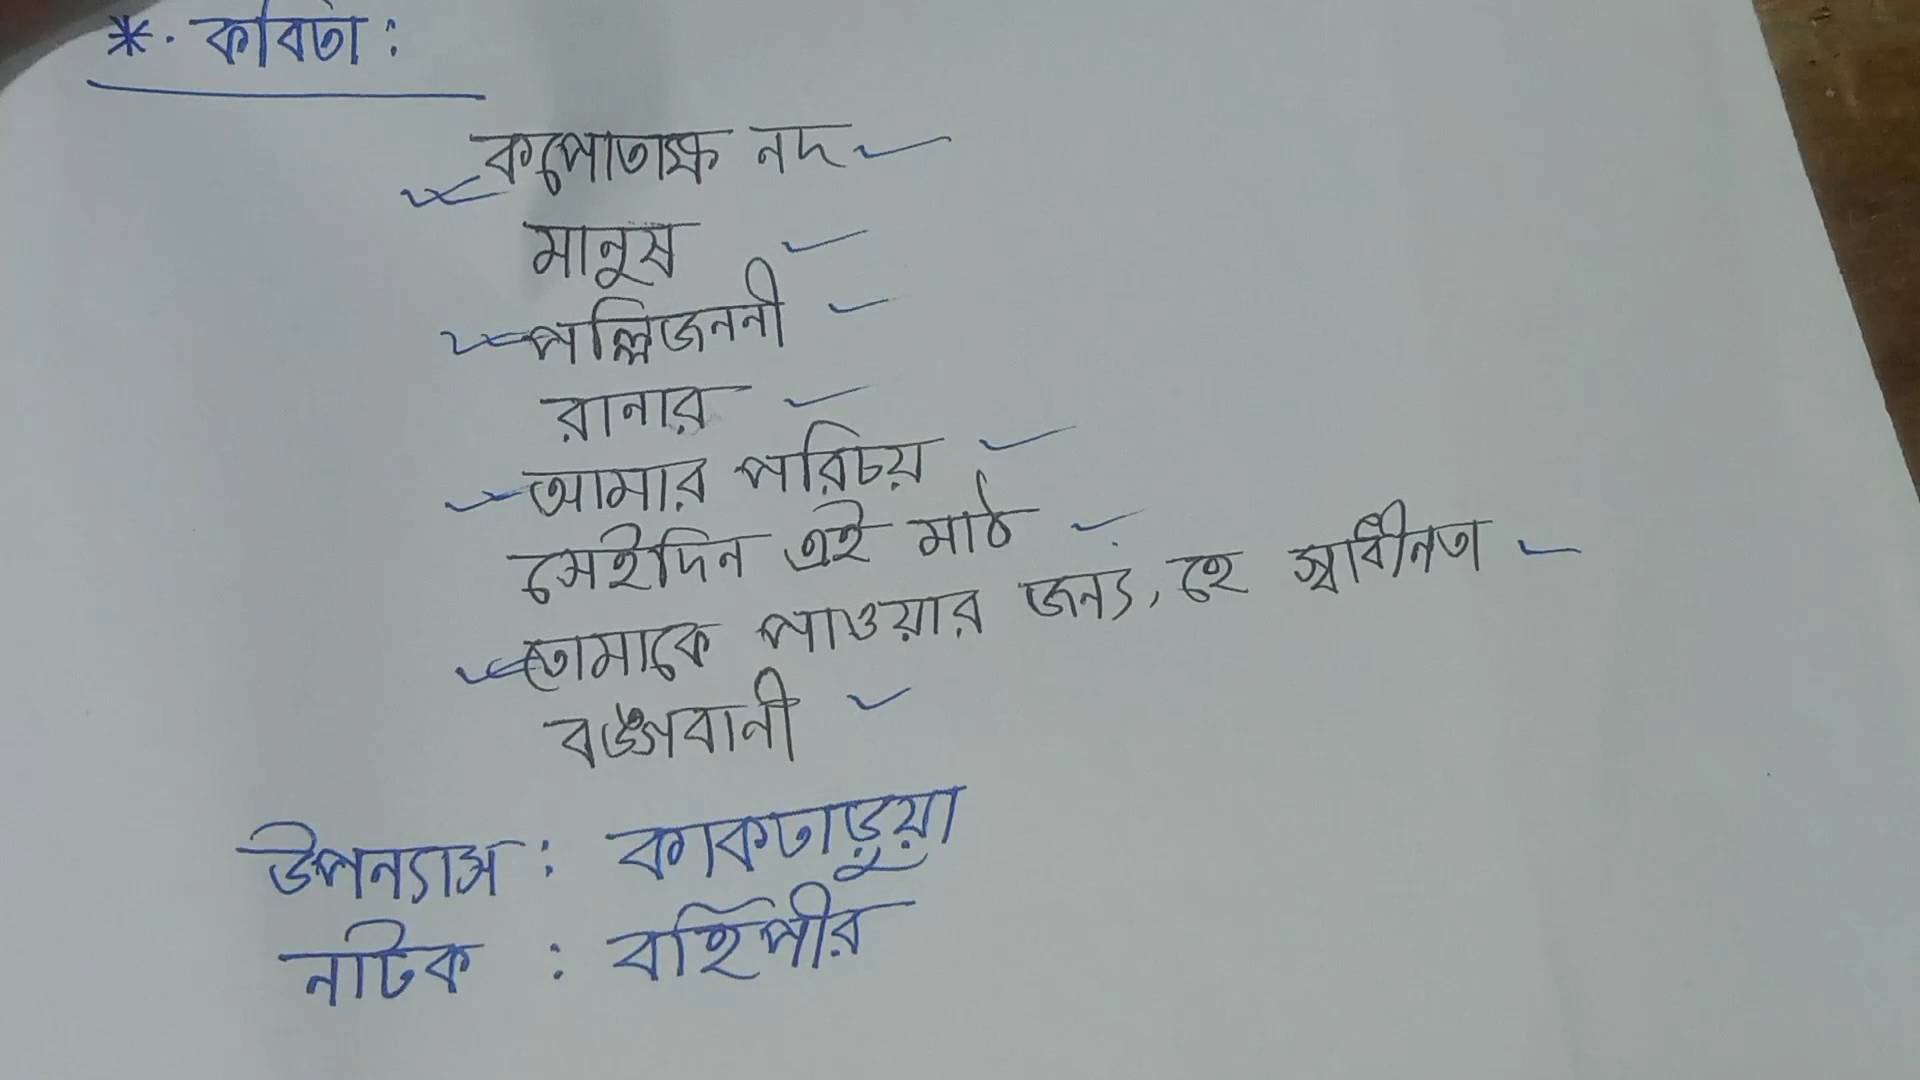 *. কবিতা :
কপোতাক্ষ নদ
মানুষ
পল্লিজননী
রানার
আমার পরিচয়
সেইদিন এই মাঠ
তোমাকে পাওয়ার জন্য, হে স্বাধীনতা
বঙ্গবানী
উপন্যাস : কাকতাড়ুয়া
নাটক : বহিপীর